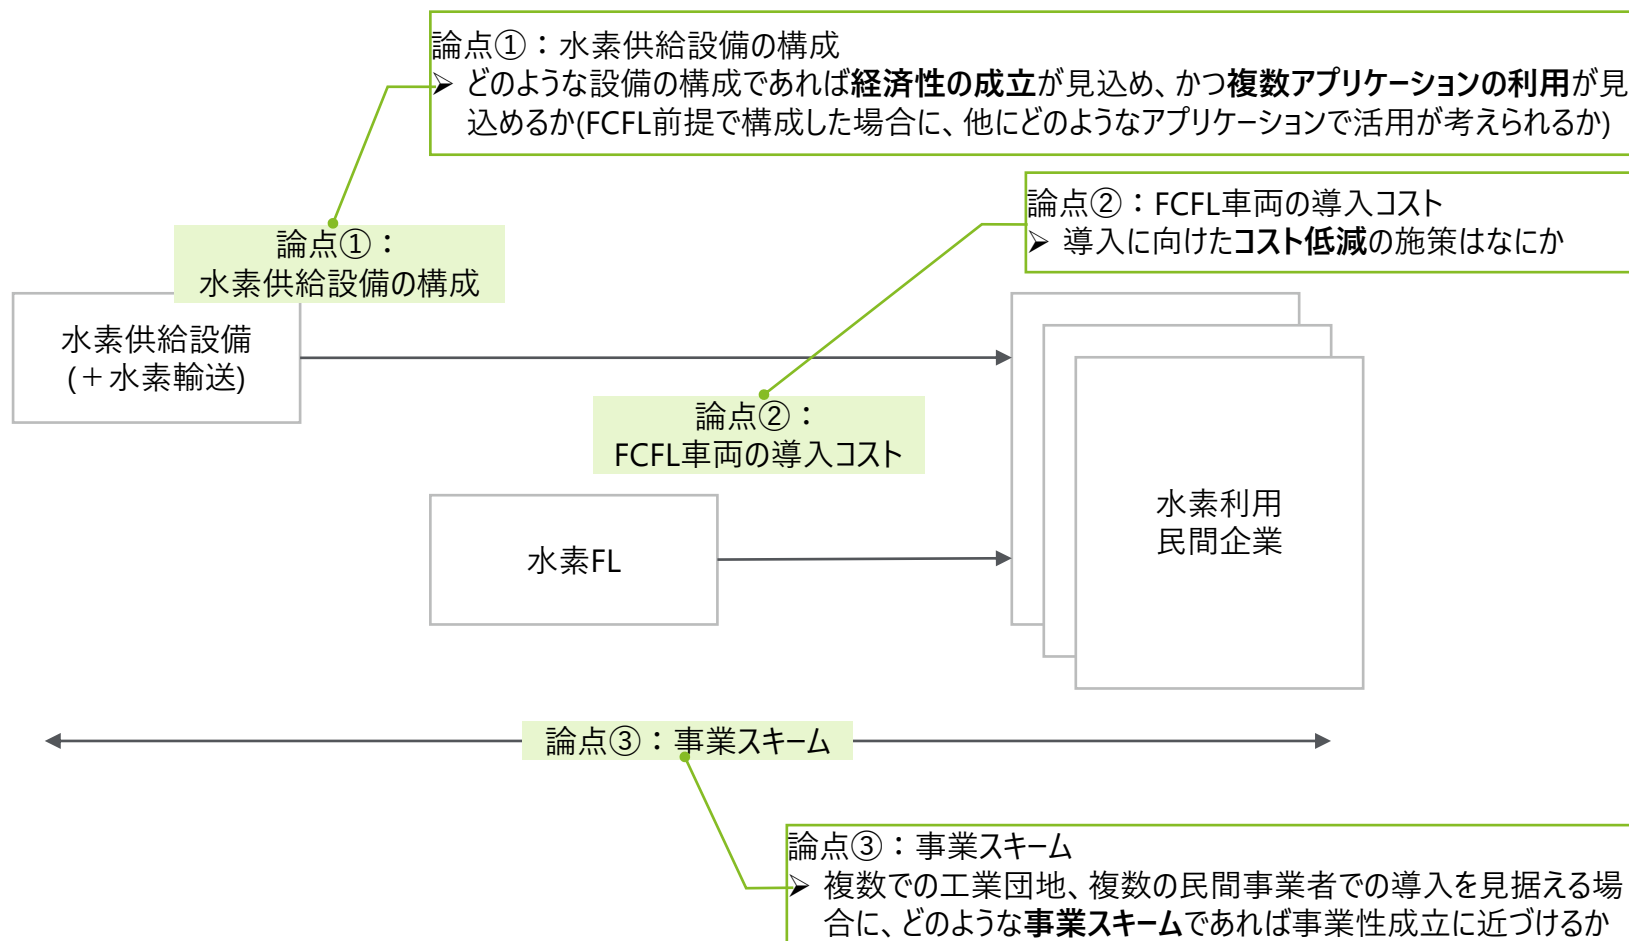 論点①：水素供給設備の構成
➢ どのような設備の構成であれば経済性の成立が見込め、かつ複数アプリケーションの利用が見
込めるか(FCFL前提で構成した場合に、他にどのようなアプリケーションで活用が考えられるか)
論点②：FCFL車両の導入コスト
➢ 導入に向けたコスト低減の施策はなにか
論点①：
水素供給設備の構成
水素供給設備
(＋水素輸送)
論点②：
FCFL車両の導入コスト
水素FL
水素利用
民間企業
論点③：事業スキーム
論点③：事業スキーム
➢ 複数での工業団地、複数の民間事業者での導入を見据える場
合に、どのような事業スキームであれば事業性成立に近づけるか